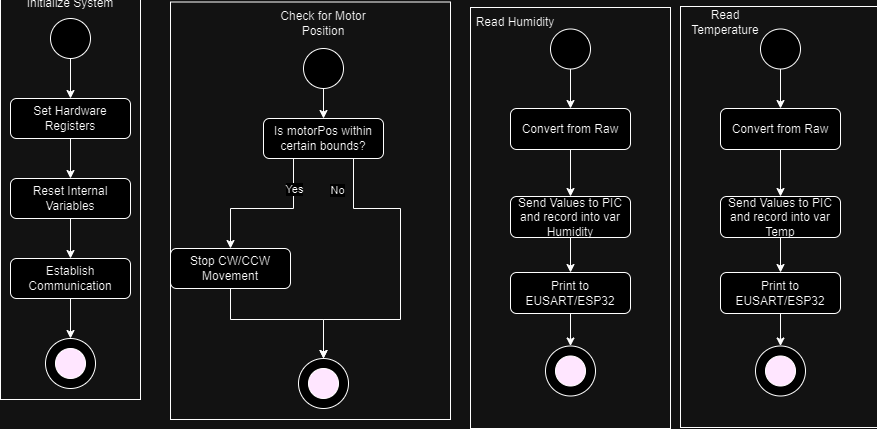 Initialize System
Set Hardware
Registers
Reset Internal
Variables
Establish
Communication
Check for Motor
Position
Is motorPos within
certain bounds?
Yes
No
Stop CW/CCW
Movement
Read Humidity
Convert from Raw
Send Values to PIC
and record into var
Humidity
Print to
EUSART/ESP32
Read
Temperature
Convert from Raw
Send Values to PIC
and record into var
Temp
Print to
EUSART/ESP32